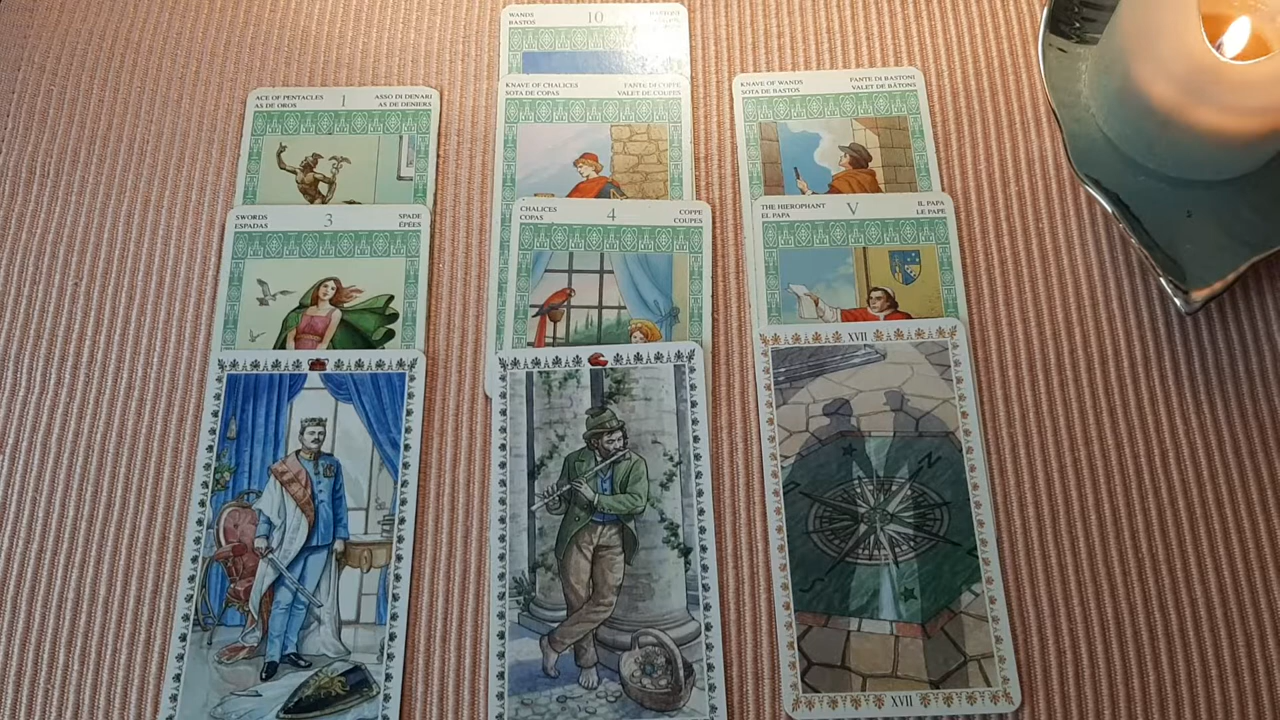 WANDS 10
BASTOS
KNAVE OF CHALICES FANTE DI COPPE
SOTA DE COPAS VALET DE COUPES
KNAVE OF WANDS FANTE DI BASTONI
SOTA DE BASTOS VALET DE BÂTONS
ACE OF PENTACLES 1 ASSO DI DENARI
AS DE OROS AS DE DENIERS
SWORDS 3 SPADE
ESPADAS ÉPÉES
CHALICES 4 COPPE
COPAS COUPES
THE HIEROPHANT V IL PAPA
EL PAPA LE PAPE
XVII
N
S
XVII